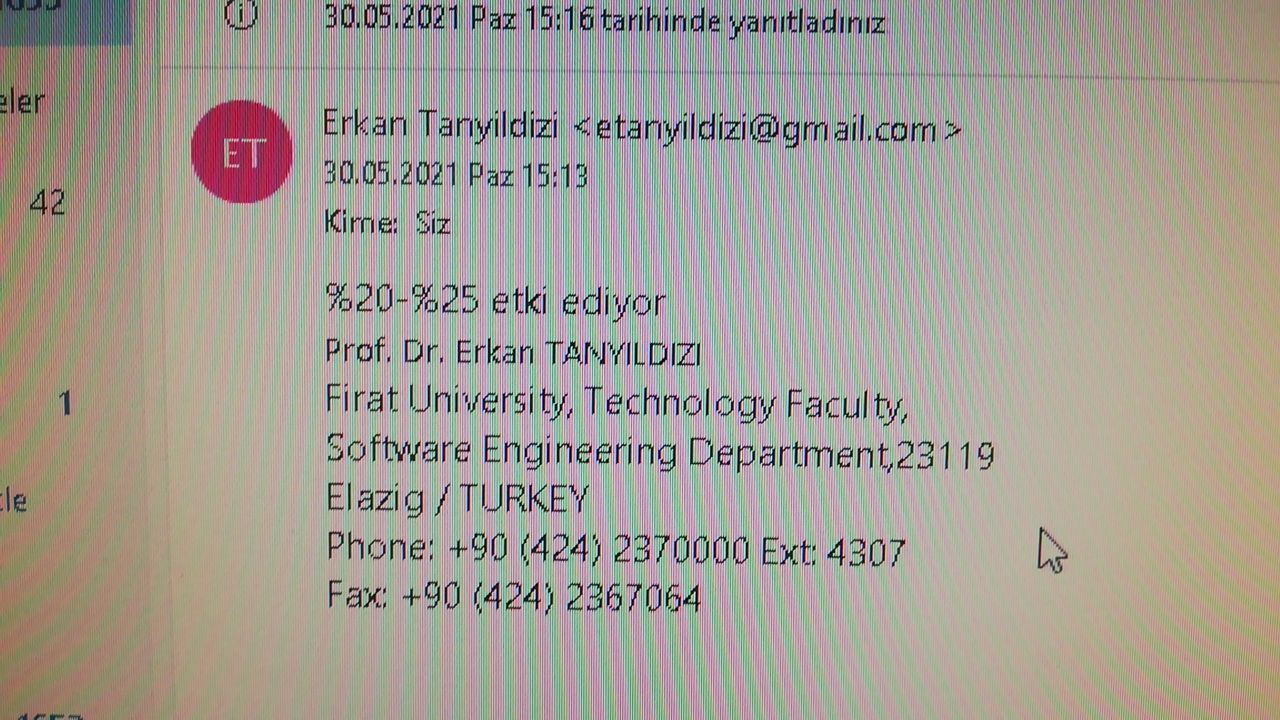 30.05.2021 Paz 15:16 tarihinde yanıtladınız
eler
ET
Erkan Tanyildizi <etanyildizi@gmail.com>
30.05.2021 Paz 15:13
42
Kime: Siz
%20-%25 etki ediyor
Prof. Dr. Erkan TANYILDIZI
1
Firat University, Technology Faculty,
Software Engineering Department,23119
Elazig / TURKEY
Phone: +90 (424) 2370000 Ext: 4307
Fax: +90 (424) 2367064